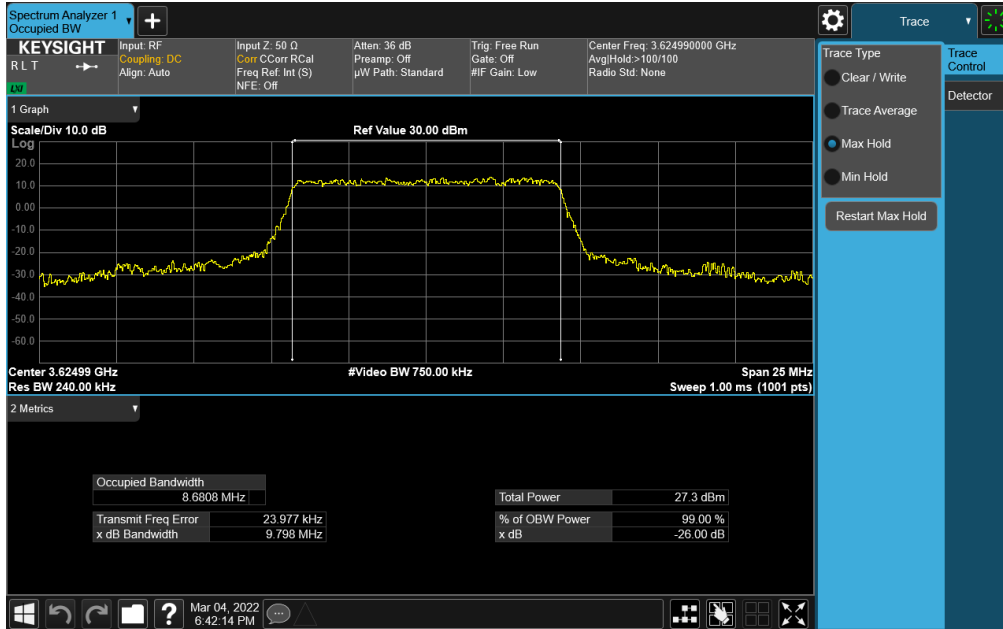 Spectrum Analyzer 1
Occupied BW
+
Trace
KEYSIGHT
R L T
LXI
Input: RF
Coupling: DC
Align: Auto
Input Z: 50 Ω
Corr CCorr RCal
Freq Ref: Int (S)
NFE: Off
Atten: 36 dB
Preamp: Off
µW Path: Standard
Trig: Free Run
Gate: Off
#IF Gain: Low
Center Freq: 3.624990000 GHz
Avg|Hold:>100/100
Radio Std: None
Trace Type
Clear / Write
Trace Average
Max Hold
Min Hold
Restart Max Hold
Trace
Control
Detector
1 Graph
Scale/Div 10.0 dB
Ref Value 30.00 dBm
Log
20.0
10.0
0.00
-10.0
-20.0
-30.0
-40.0
-50.0
-60.0
Center 3.62499 GHz
#Video BW 750.00 kHz
Span 25 MHz
Res BW 240.00 kHz
Sweep 1.00 ms (1001 pts)
2 Metrics
Occupied Bandwidth
8.6808 MHz
Total Power 27.3 dBm
Transmit Freq Error 23.977 kHz
% of OBW Power 99.00 %
x dB Bandwidth 9.798 MHz
x dB -26.00 dB
?
Mar 04, 2022
6:42:14 PM